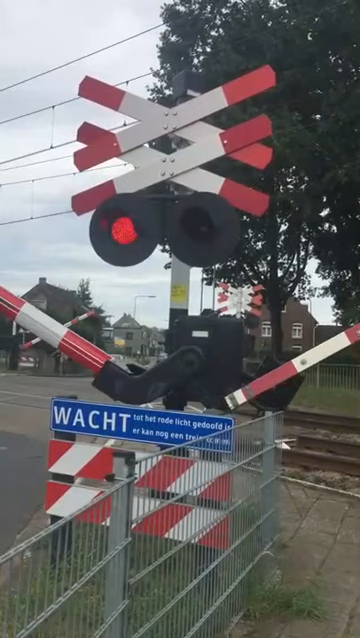 WACHT tot het rode licht gedoofd is
er kan nog een trein komen